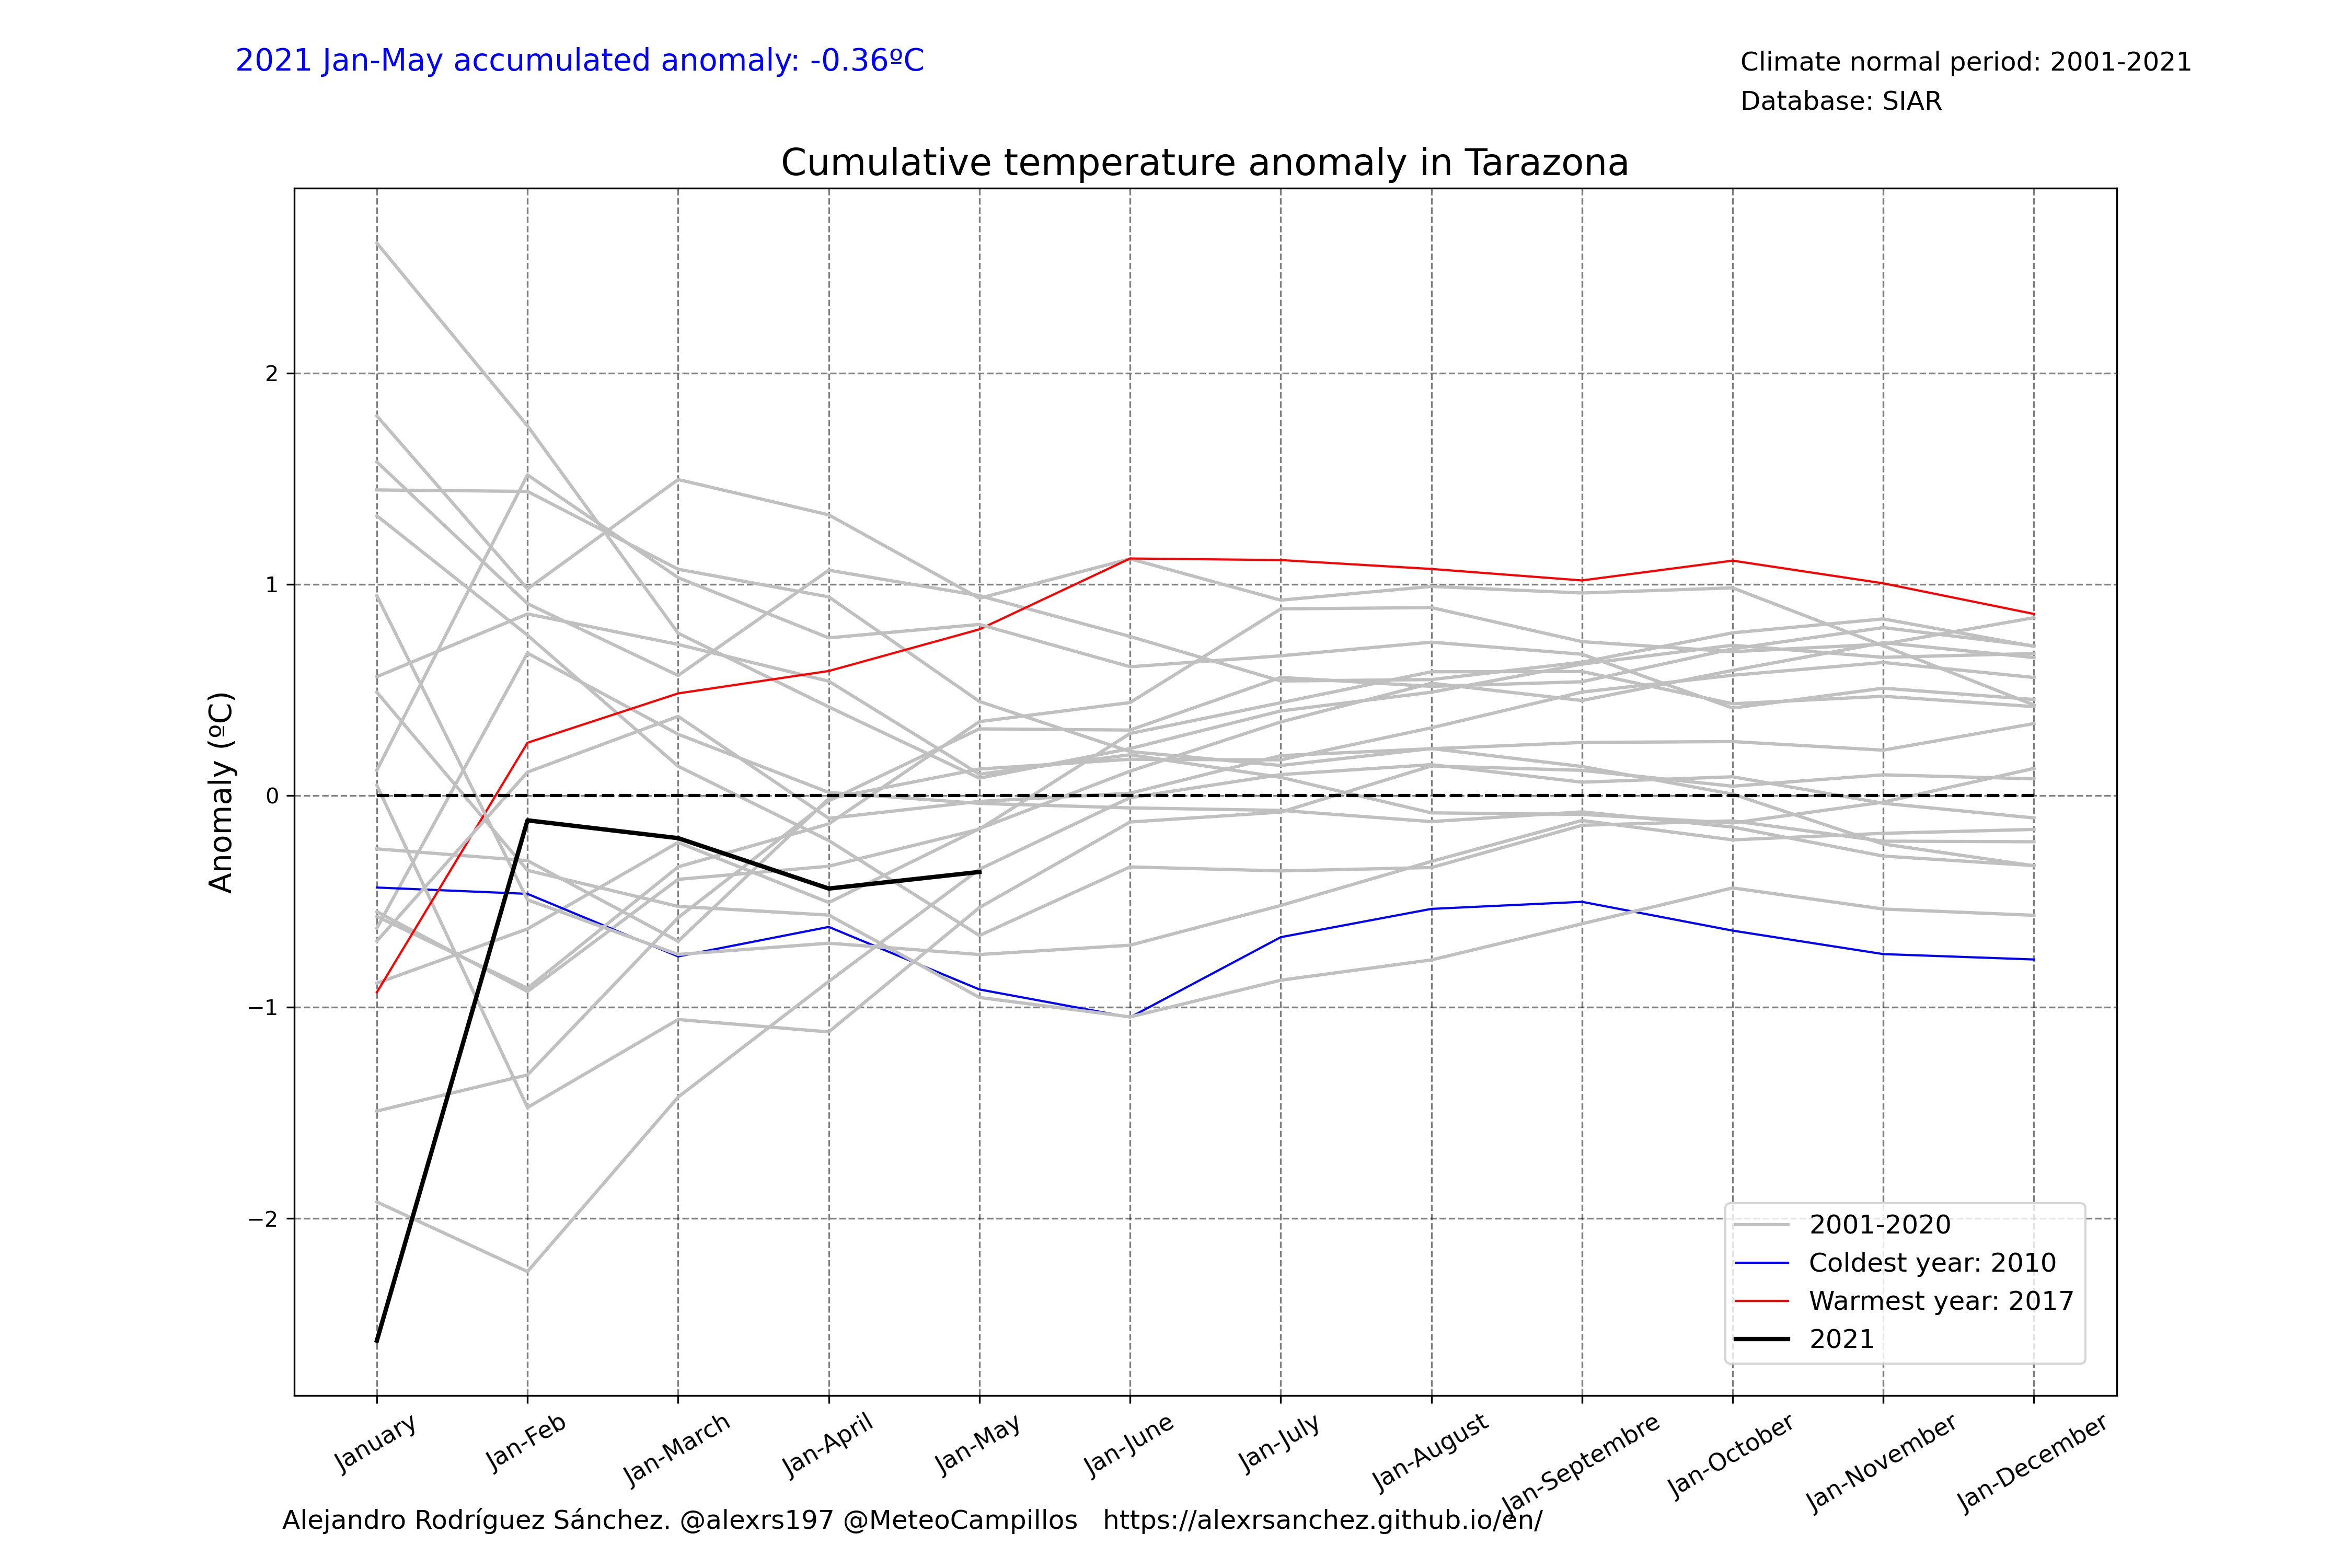 2021 Jan-May accumulated anomaly: -0.36ºC
Climate normal period: 2001-2021
Database: SIAR
Cumulative temperature anomaly in Tarazona
Anomaly (ºC)
2
1
0
−1
−2
2001-2020
Coldest year: 2010
Warmest year: 2017
2021
January
Jan-Feb
Jan-March
Jan-April
Jan-May
Jan-June
Jan-July
Jan-August
Jan-Septembre
Jan-October
Jan-November
Jan-December
Alejandro Rodríguez Sánchez. @alexrs197 @MeteoCampillos https://alexrsanchez.github.io/en/